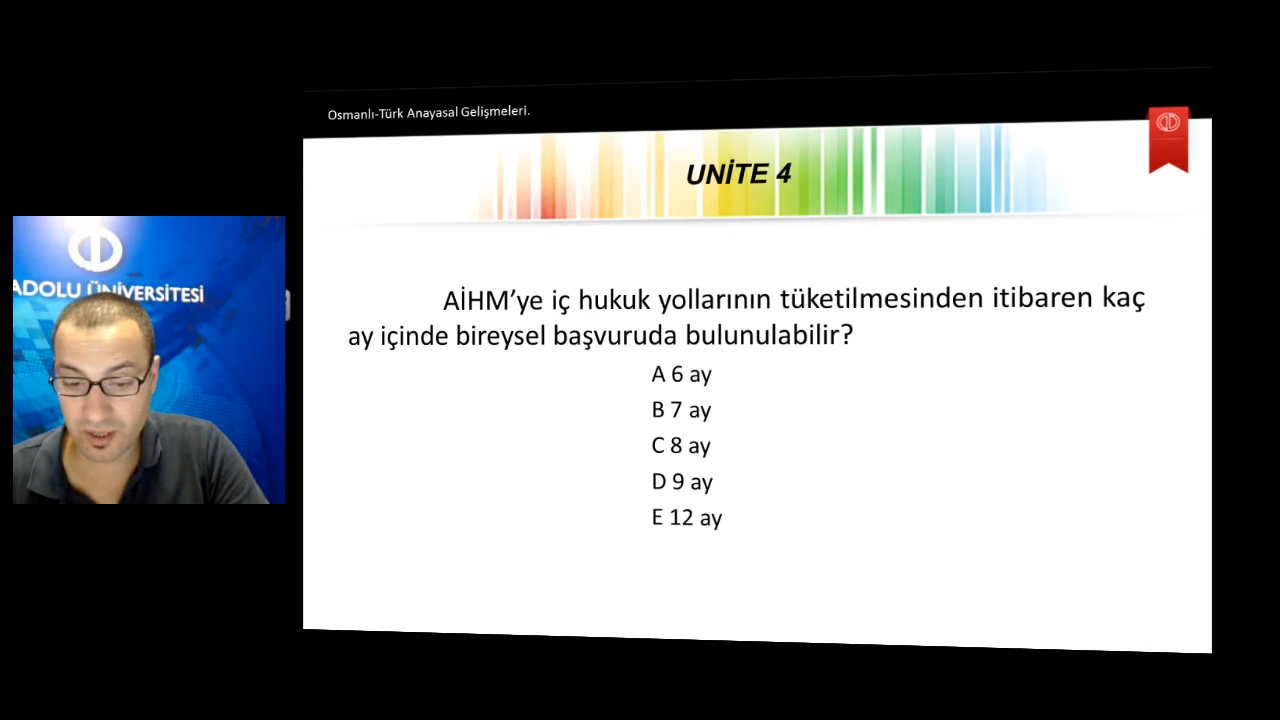 Osmanlı-Türk Anayasal Gelişmeleri.
UNİTE 4
ADOLU ÜNİVERSİTESİ
AİHM’ye iç hukuk yollarının tüketilmesinden itibaren kaç
ay içinde bireysel başvuruda bulunulabilir?
A 6 ay
B 7 ay
C 8 ay
D 9 ay
E 12 ay